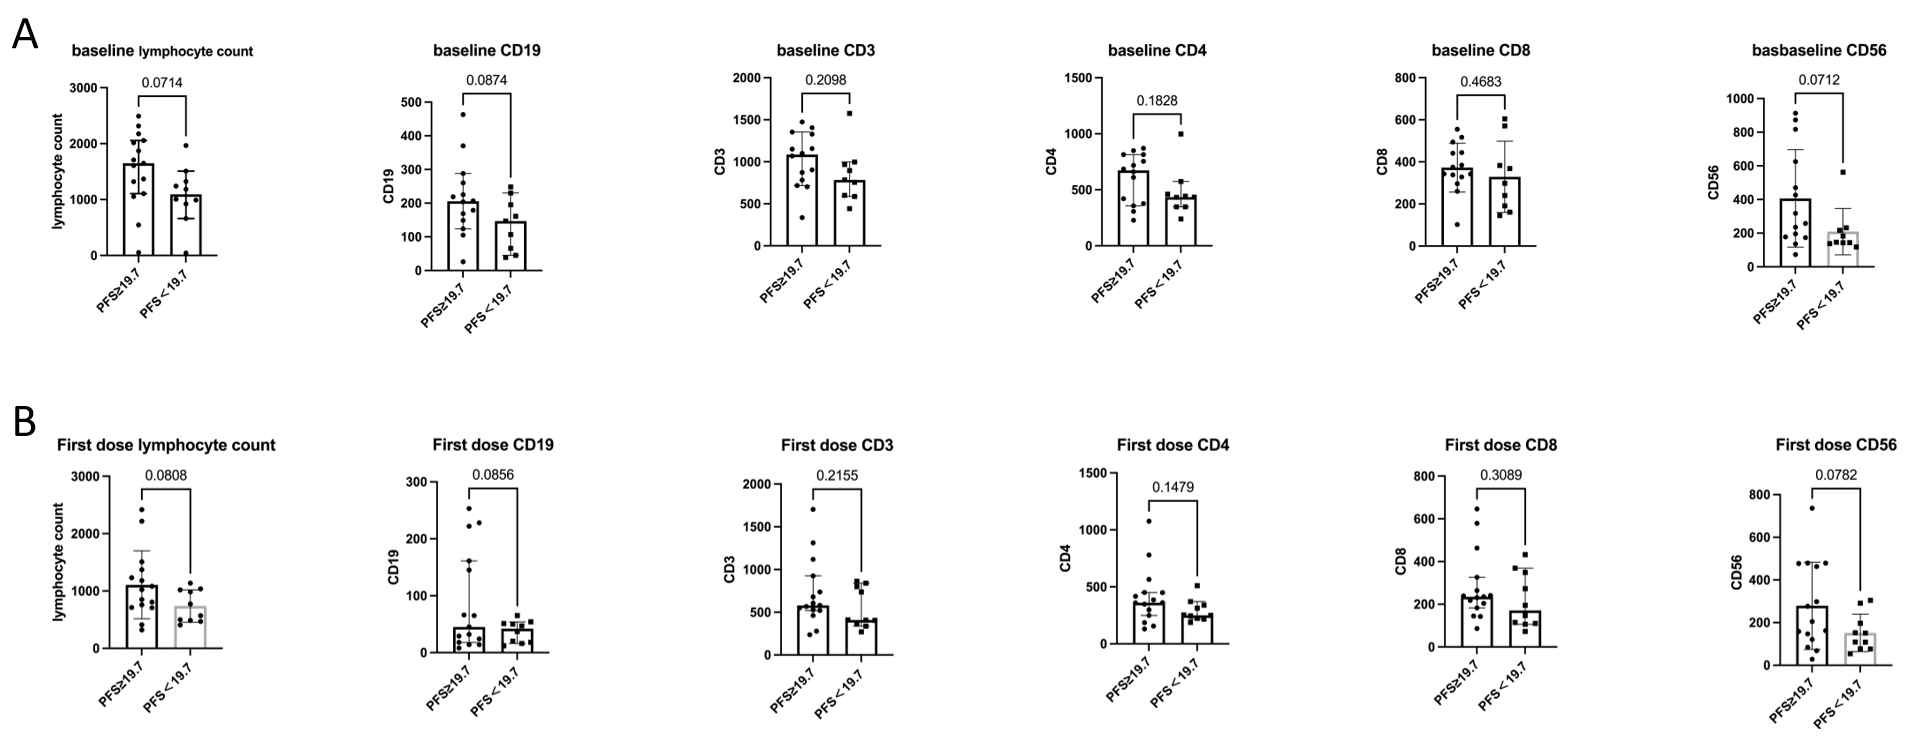 A
baseline lymphocyte count
0.0714
3000
2000
1000
0
lymphocyte count
PFS≥19.7
PFS<19.7
baseline CD19
0.0874
500
400
300
200
100
0
CD19
PFS≥19.7
PFS<19.7
baseline CD3
0.2098
2000
1500
1000
500
0
CD3
PFS≥19.7
PFS<19.7
baseline CD4
0.1828
1500
1000
500
0
CD4
PFS≥19.7
PFS<19.7
baseline CD8
0.4683
800
600
400
200
0
CD8
PFS≥19.7
PFS<19.7
basbaseline CD56
0.0712
1000
800
600
400
200
0
CD56
PFS≥19.7
PFS<19.7
B
First dose lymphocyte count
0.0808
3000
2000
1000
0
lymphocyte count
PFS≥19.7
PFS<19.7
First dose CD19
0.0856
300
200
100
0
CD19
PFS≥19.7
PFS<19.7
First dose CD3
0.2155
2000
1500
1000
500
0
CD3
PFS≥19.7
PFS<19.7
First dose CD4
0.1479
1500
1000
500
0
CD4
PFS≥19.7
PFS<19.7
First dose CD8
0.3089
800
600
400
200
0
CD8
PFS≥19.7
PFS<19.7
First dose CD56
0.0782
800
600
400
200
0
CD56
PFS≥19.7
PFS<19.7